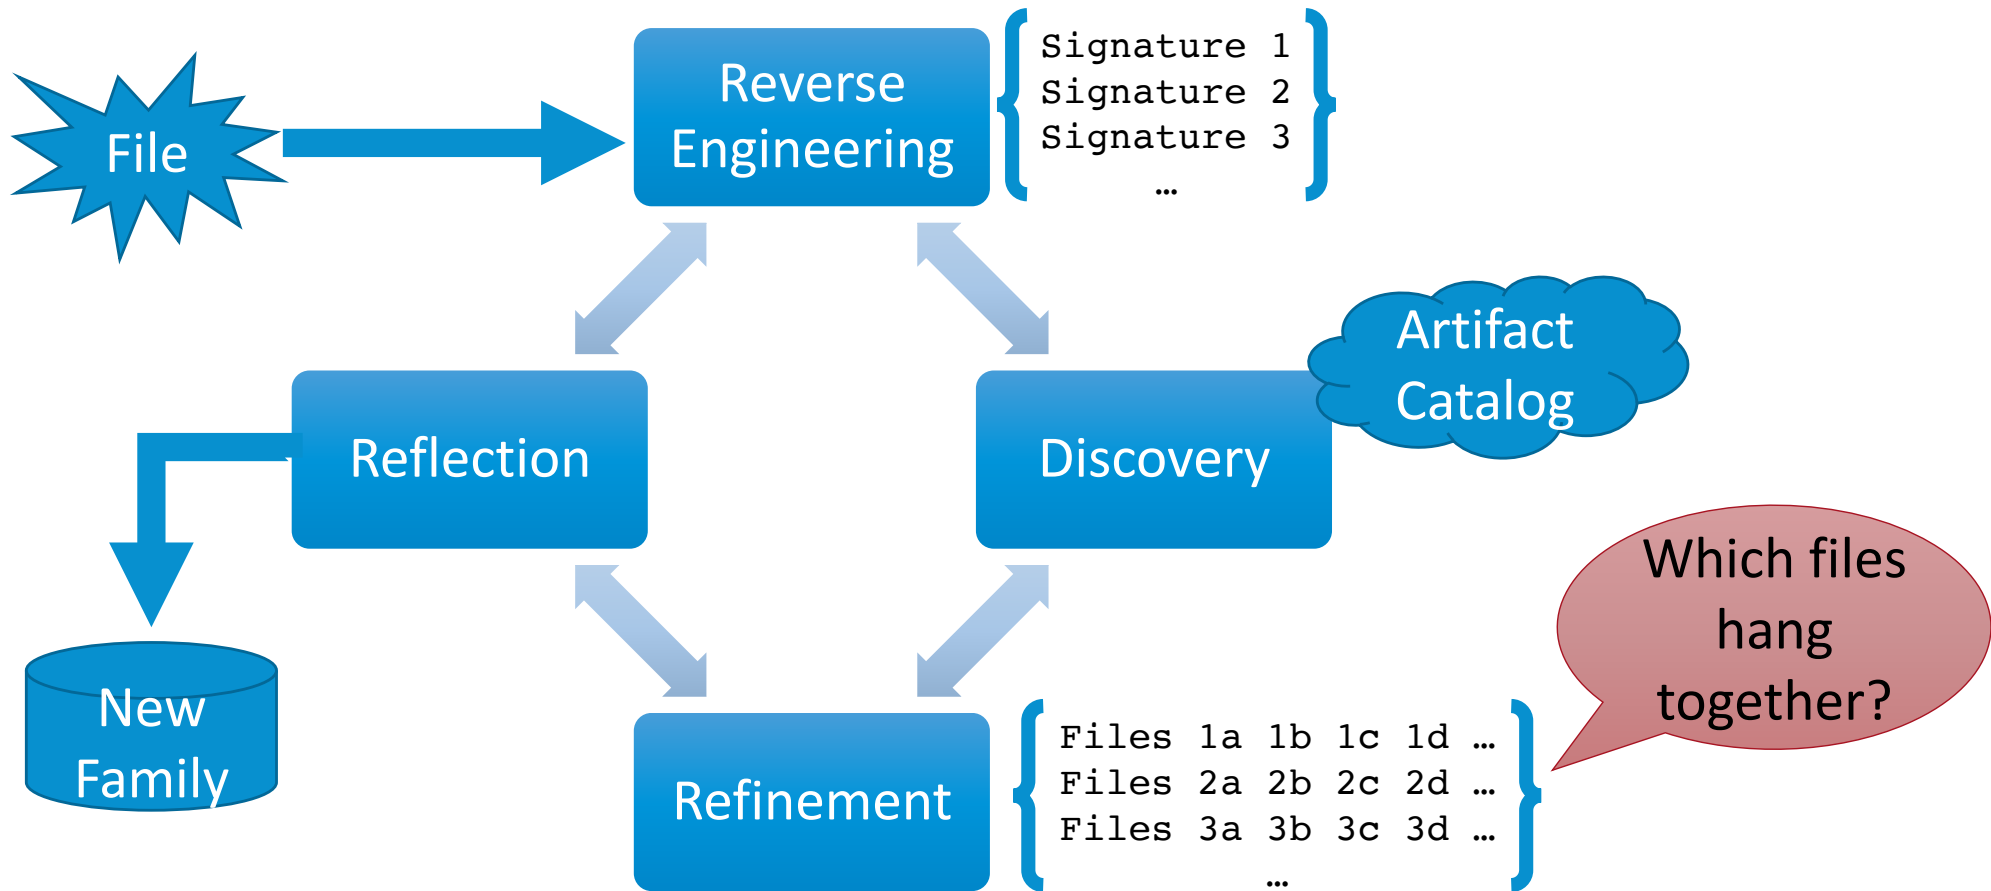 File
Reverse
Engineering
Signature 1
Signature 2
Signature 3
…
Artifact
Catalog
Reflection
Discovery
Which files
hang
together?
New
Family
Refinement
Files 1a 1b 1c 1d …
Files 2a 2b 2c 2d …
Files 3a 3b 3c 3d …
…